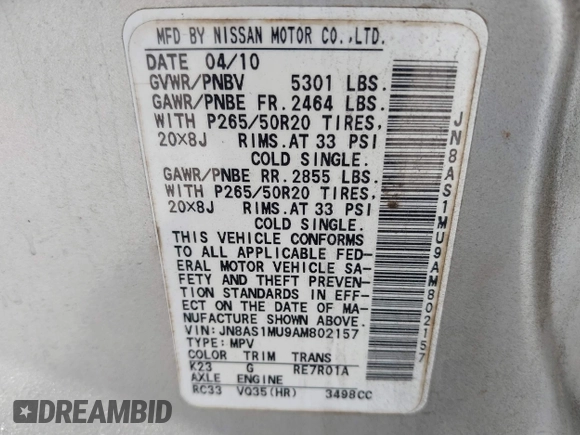 MFD BY NISSAN MOTOR CO.,LTD.
DATE 04/10
GVWR/PNBV 5301 LBS.
GAWR/PNBE FR. 2464 LBS.
WITH P265/50R20 TIRES,
20X8J RIMS.AT 33 PSI
COLD SINGLE.
GAWR/PNBE RR. 2855 LBS.
WITH P265/50R20 TIRES,
20X8J RIMS.AT 33 PSI
COLD SINGLE.
THIS VEHICLE CONFORMS
TO ALL APPLICABLE FED-
ERAL MOTOR VEHICLE SA-
FETY AND THEFT PREVEN-
TION STANDARDS IN EFF-
ECT ON THE DATE OF MA-
NUFACTURE SHOWN ABOVE.
VIN: JN8AS1MU9AM802157
TYPE: MPV
COLOR TRIM TRANS
K23 G RE7R01A
AXLE ENGINE
RC33 VQ35(HR) 3498CC
JN8AS1MU9AM802157
DREAMBID
DREAMBID.COM